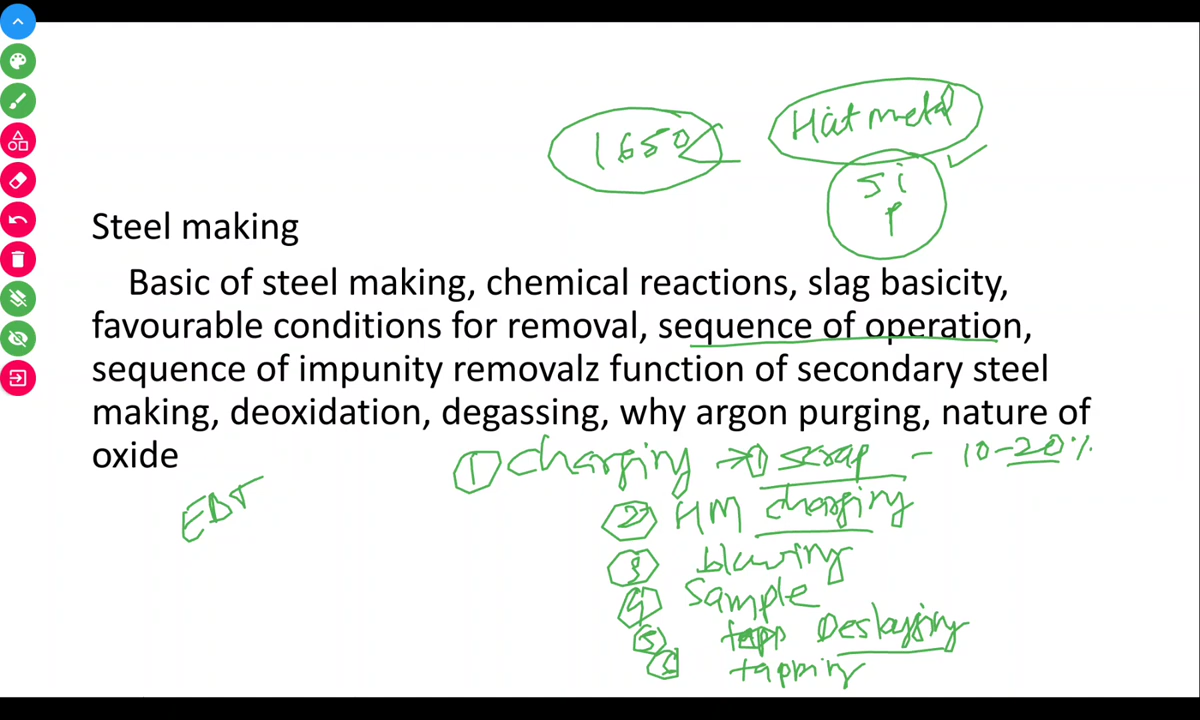 1650
Hot metal
Si
P
Steel making
Basic of steel making, chemical reactions, slag basicity,
favourable conditions for removal, sequence of operation,
sequence of impunity removalz function of secondary steel
making, deoxidation, degassing, why argon purging, nature of
oxide
EBT
① charging → ① scrap - 10-20%
② HM charging
③ blowing
④ Sample
⑤ Deslagging
tapping